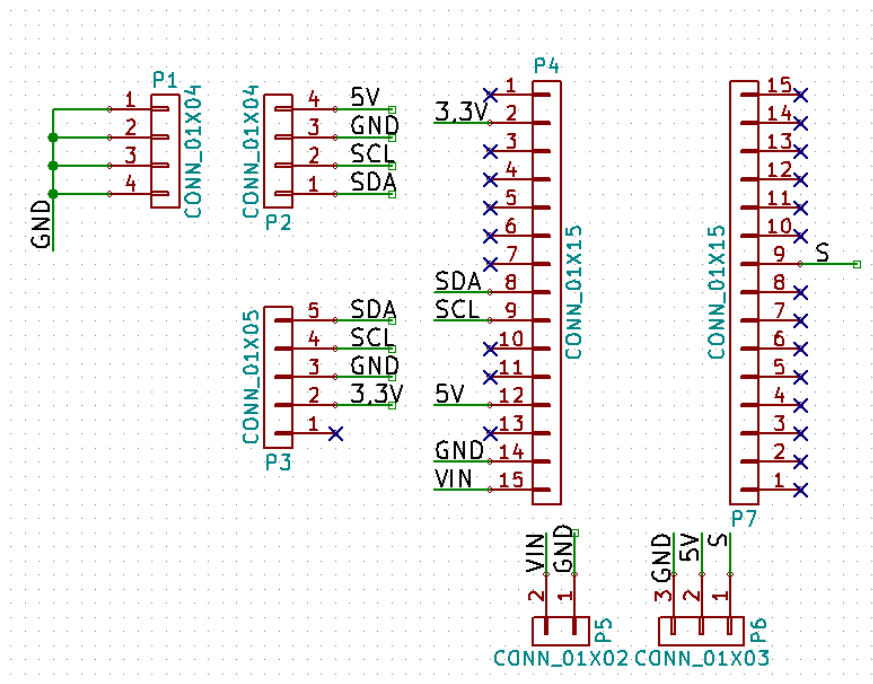 P1
1
2
3
4
CONN_01X04
GND
CONN_01X04
4 5V
3 GND
2 SCL
1 SDA
P2
CONN_01X05
5 SDA
4 SCL
3 GND
2 3,3V
1
P3
P4
1
3,3V 2
3
4
5
6
7
SDA 8
SCL 9
10
11
5V 12
13
GND 14
VIN 15
CONN_01X15
CONN_01X15
15
14
13
12
11
10
9 S
8
7
6
5
4
3
2
1
P7
VIN GND
2 1
P5
CONN_01X02
GND 5V S
3 2 1
P6
CONN_01X03